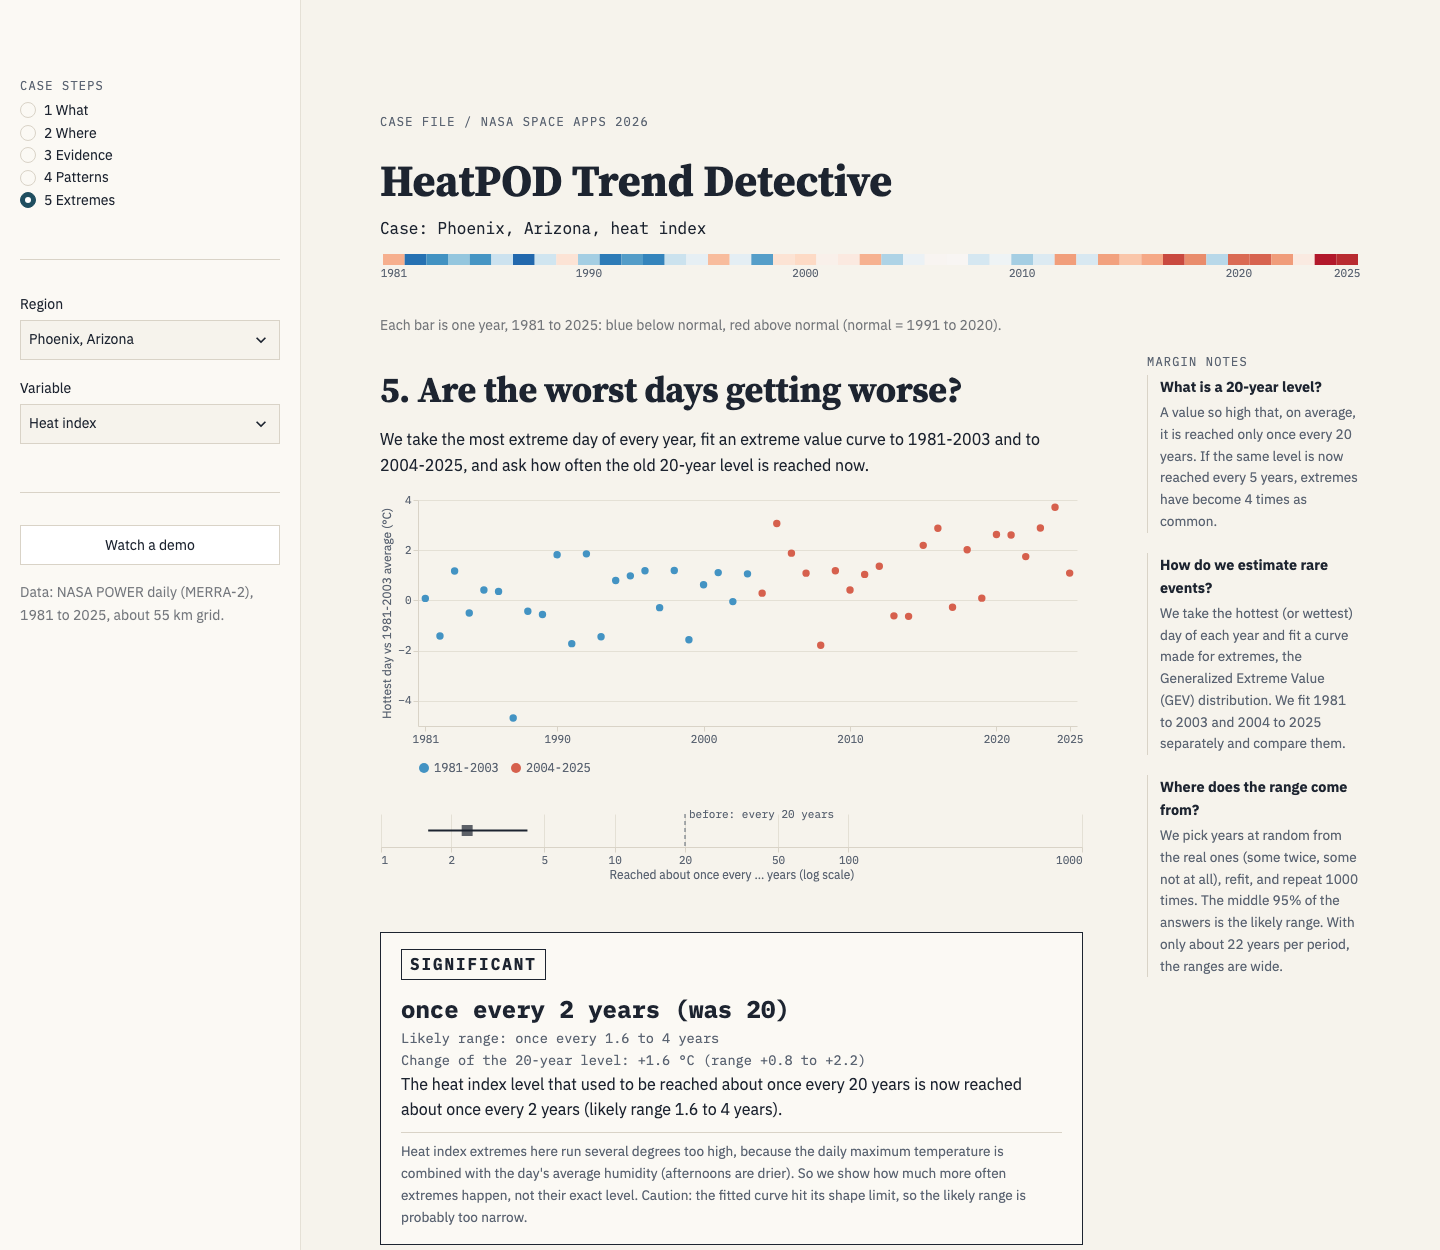 CASE STEPS
1 What
2 Where
3 Evidence
4 Patterns
5 Extremes
Region
Phoenix, Arizona
Variable
Heat index
Watch a demo
Data: NASA POWER daily (MERRA-2),
1981 to 2025, about 55 km grid.
CASE FILE / NASA SPACE APPS 2026
HeatPOD Trend Detective
Case: Phoenix, Arizona, heat index
1981 1990 2000 2010 2020 2025
Each bar is one year, 1981 to 2025: blue below normal, red above normal (normal = 1991 to 2020).
5. Are the worst days getting worse?
We take the most extreme day of every year, fit an extreme value curve to 1981-2003 and to
2004-2025, and ask how often the old 20-year level is reached now.
Hottest day vs 1981-2003 average (°C)
4
2
0
−2
−4
1981 1990 2000 2010 2020 2025
1981-2003 2004-2025
before: every 20 years
1 2 5 10 20 50 100 1000
Reached about once every ... years (log scale)
SIGNIFICANT
once every 2 years (was 20)
Likely range: once every 1.6 to 4 years
Change of the 20-year level: +1.6 °C (range +0.8 to +2.2)
The heat index level that used to be reached about once every 20 years is now reached
about once every 2 years (likely range 1.6 to 4 years).
Heat index extremes here run several degrees too high, because the daily maximum temperature is
combined with the day's average humidity (afternoons are drier). So we show how much more often
extremes happen, not their exact level. Caution: the fitted curve hit its shape limit, so the likely range is
probably too narrow.
MARGIN NOTES
What is a 20-year level?
A value so high that, on average,
it is reached only once every 20
years. If the same level is now
reached every 5 years, extremes
have become 4 times as
common.
How do we estimate rare
events?
We take the hottest (or wettest)
day of each year and fit a curve
made for extremes, the
Generalized Extreme Value
(GEV) distribution. We fit 1981
to 2003 and 2004 to 2025
separately and compare them.
Where does the range come
from?
We pick years at random from
the real ones (some twice, some
not at all), refit, and repeat 1000
times. The middle 95% of the
answers is the likely range. With
only about 22 years per period,
the ranges are wide.